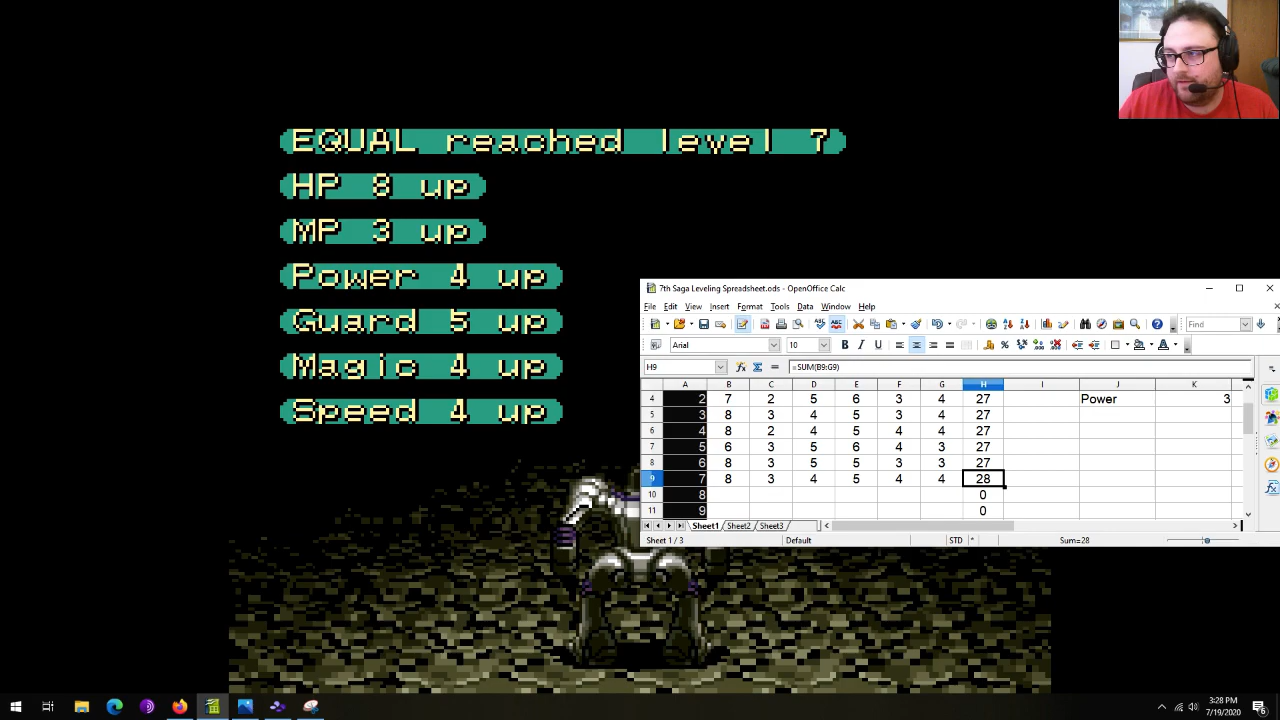 EQUAL reached level 7
HP 8 up
MP 3 up
Power 4 up
Guard 5 up
Magic 4 up
Speed 4 up
7th Saga Leveling Spreadsheet.ods - OpenOffice Calc
File Edit View Insert Format Tools Data Window Help
Find
Arial 10 B I U
H9 =SUM(B9:G9)
A B C D E F G H I J K
4 2 7 2 5 6 3 4 27 Power 3
5 3 8 3 4 5 3 4 27
6 4 8 2 4 5 4 4 27
7 5 6 3 5 6 4 3 27
8 6 8 3 5 5 3 3 27
9 7 8 3 4 5 4 4 28
10 8 0
11 9 0
Sheet1 Sheet2 Sheet3
Sheet 1 / 3 Default STD * Sum=28
3:28 PM
7/19/2020
6